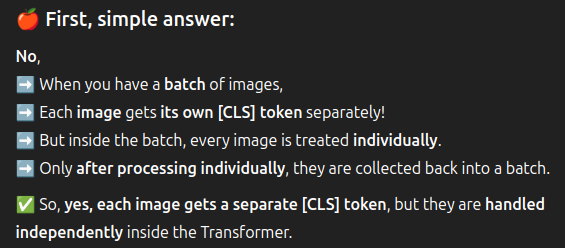 🍎 First, simple answer:
No,
➡️ When you have a batch of images,
➡️ Each image gets its own [CLS] token separately!
➡️ But inside the batch, every image is treated individually.
➡️ Only after processing individually, they are collected back into a batch.
✅ So, yes, each image gets a separate [CLS] token, but they are handled
independently inside the Transformer.